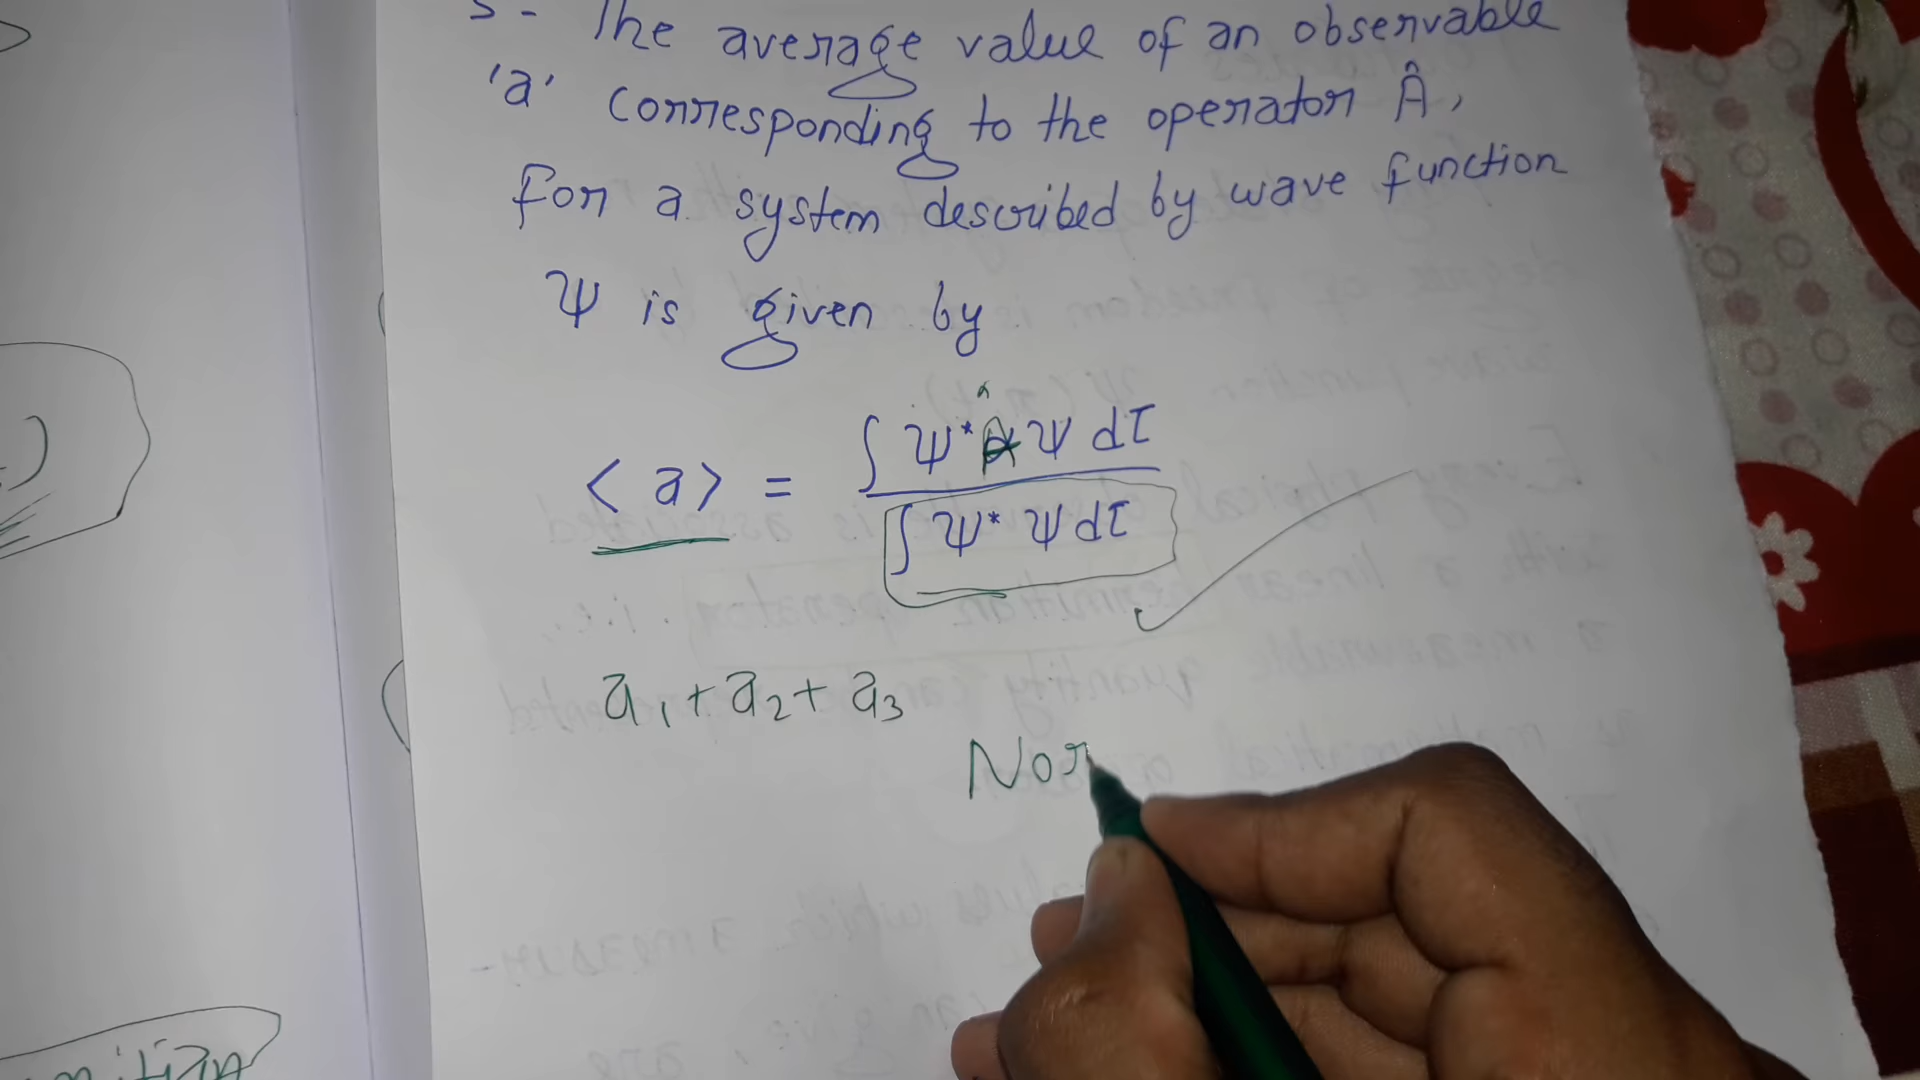 5 - The average value of an observable
'a' corresponding to the operator Â,
for a system described by wave function
Ψ is given by
<a> = ∫ Ψ* Â Ψ dτ
∫ Ψ* Ψ dτ
a₁ + a₂ + a₃
Nor